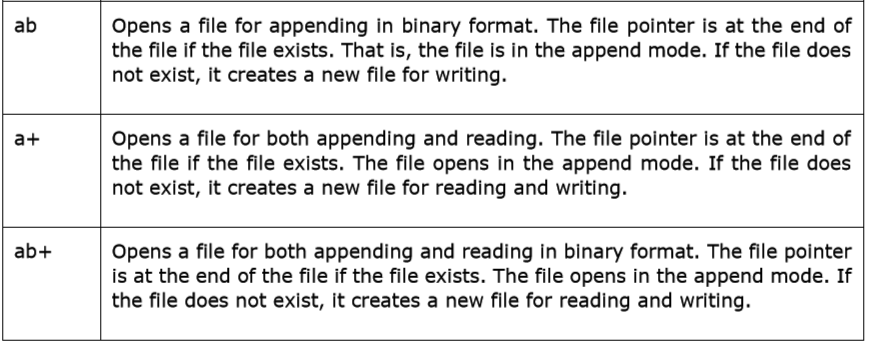 ab Opens a file for appending in binary format. The file pointer is at the end of
the file if the file exists. That is, the file is in the append mode. If the file does
not exist, it creates a new file for writing.
a+ Opens a file for both appending and reading. The file pointer is at the end of
the file if the file exists. The file opens in the append mode. If the file does
not exist, it creates a new file for reading and writing.
ab+ Opens a file for both appending and reading in binary format. The file pointer
is at the end of the file if the file exists. The file opens in the append mode. If
the file does not exist, it creates a new file for reading and writing.